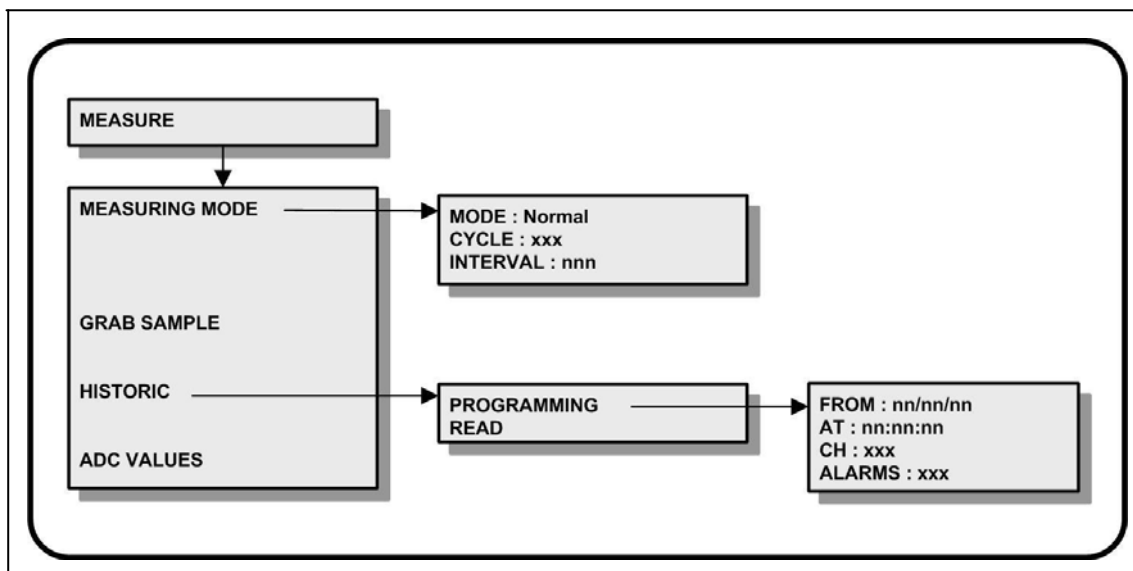 MEASURE
MEASURING MODE
MODE : Normal
CYCLE : xxx
INTERVAL : nnn
GRAB SAMPLE
HISTORIC
PROGRAMMING
READ
FROM : nn/nn/nn
AT : nn:nn:nn
CH : xxx
ALARMS : xxx
ADC VALUES